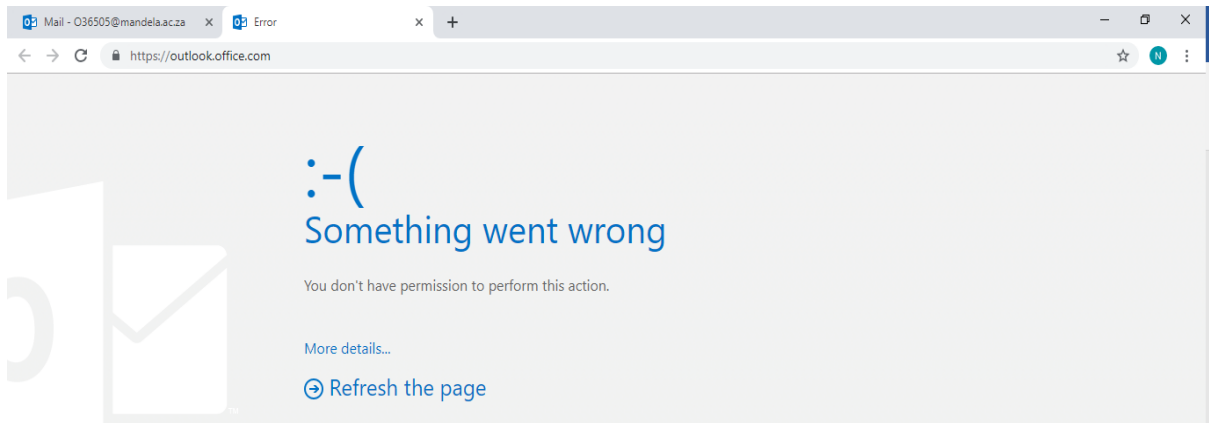 Mail - O36505@mandela.ac.za
Error
https://outlook.office.com
N
:-(
Something went wrong
You don't have permission to perform this action.
More details...
Refresh the page
TM